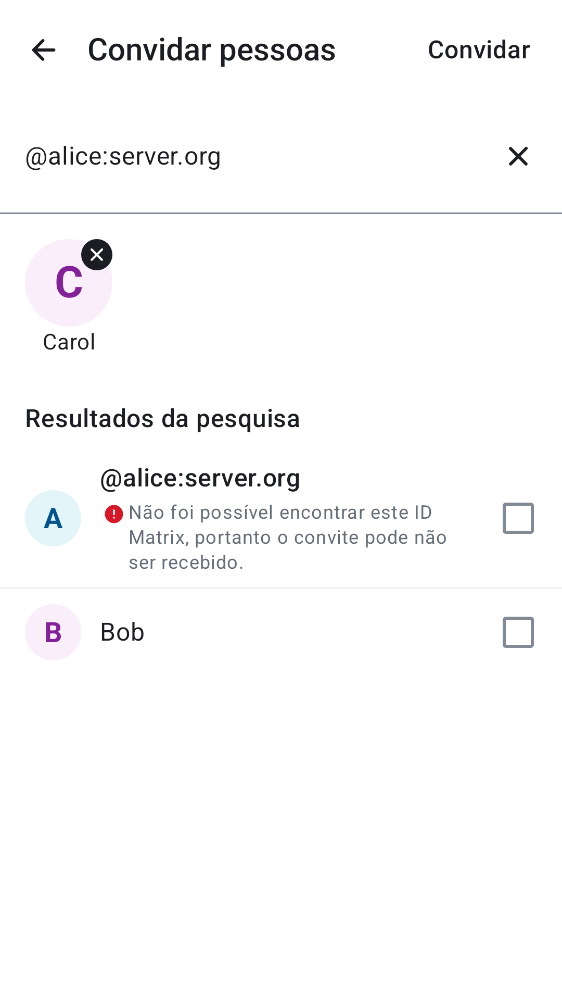 Convidar pessoas
Convidar
@alice:server.org
C
Carol
Resultados da pesquisa
@alice:server.org
A
Não foi possível encontrar este ID
Matrix, portanto o convite pode não
ser recebido.
B
Bob